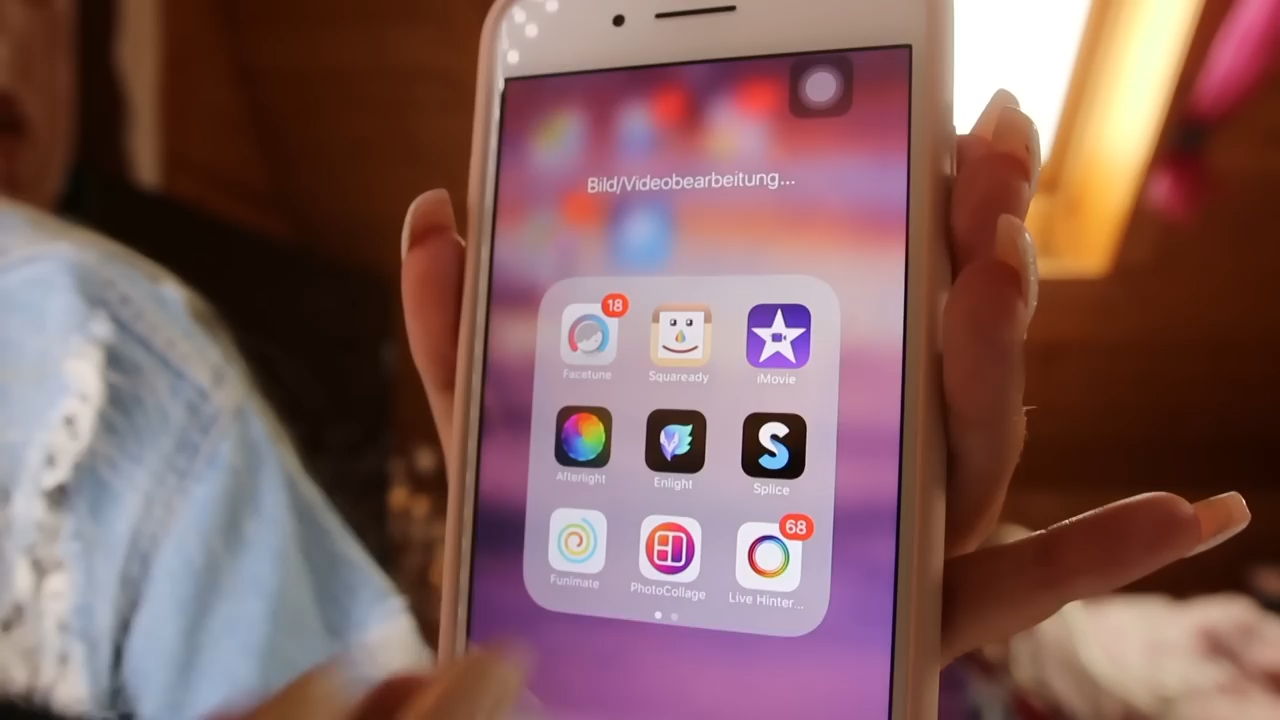 Bild/Videobearbeitung...
18
Facetune
Squaready
iMovie
Afterlight
Enlight
S
Splice
Funimate
PhotoCollage
68
Live Hinter...